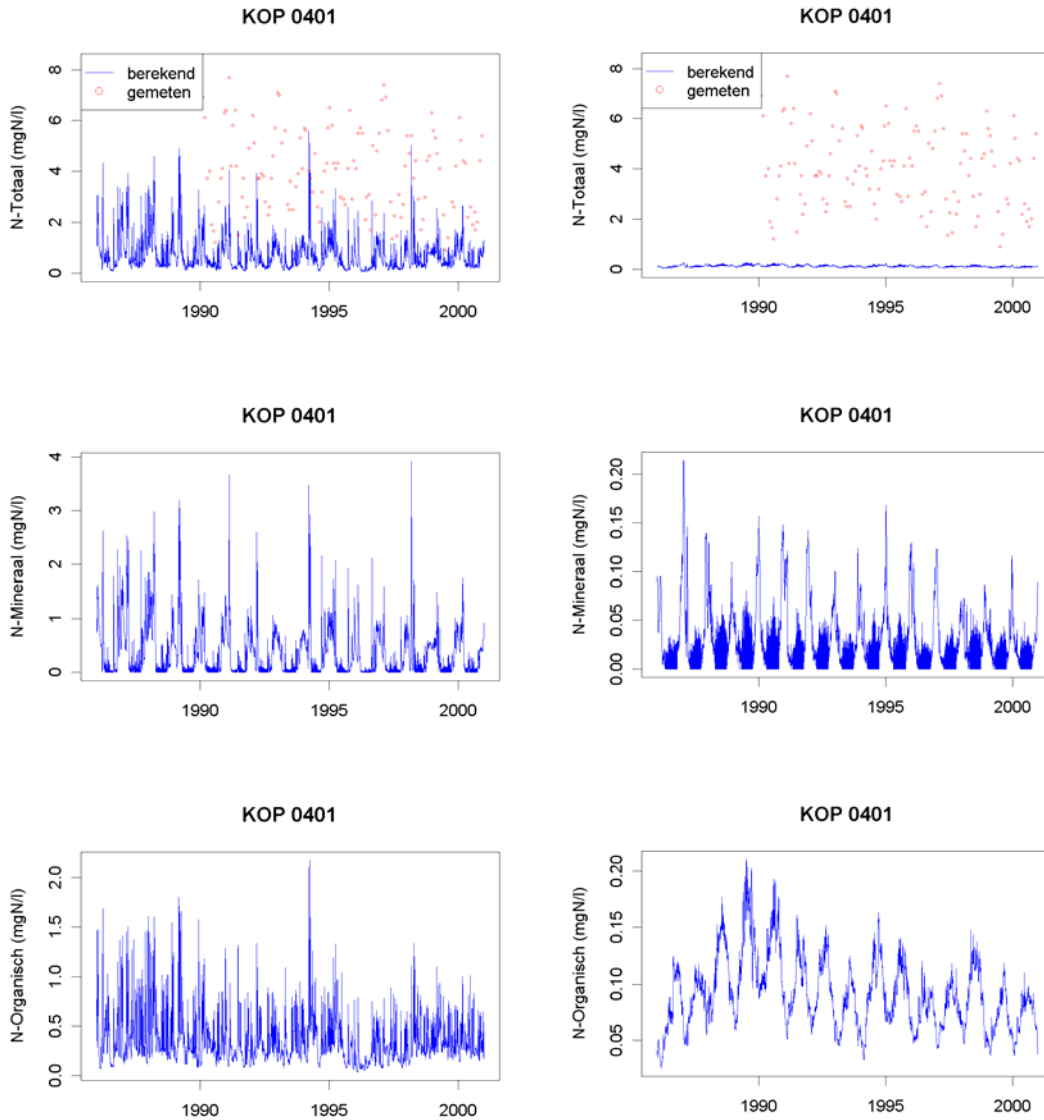 KOP 0401
N-Totaal (mgN/l)
8
6
4
2
0
berekend
gemeten
1990 1995 2000
KOP 0401
N-Totaal (mgN/l)
8
6
4
2
0
berekend
gemeten
1990 1995 2000
KOP 0401
N-Mineraal (mgN/l)
4
3
2
1
0
1990 1995 2000
KOP 0401
N-Mineraal (mgN/l)
0.20
0.15
0.10
0.05
0.00
1990 1995 2000
KOP 0401
N-Organisch (mgN/l)
2.0
1.5
1.0
0.5
0.0
1990 1995 2000
KOP 0401
N-Organisch (mgN/l)
0.20
0.15
0.10
0.05
1990 1995 2000